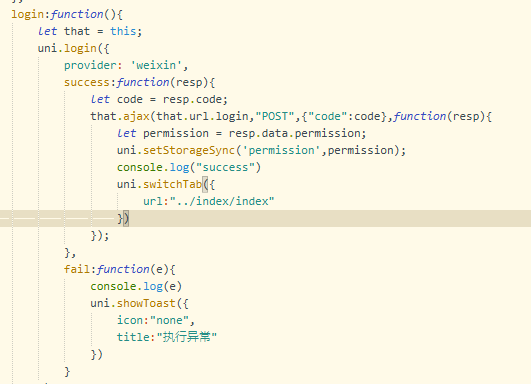 login:function(){
let that = this;
uni.login({
provider: 'weixin',
success:function(resp){
let code = resp.code;
that.ajax(that.url.login,"POST",{"code":code},function(resp){
let permission = resp.data.permission;
uni.setStorageSync('permission',permission);
console.log("success")
uni.switchTab({
url:"../index/index"
})
});
},
fail:function(e){
console.log(e)
uni.showToast({
icon:"none",
title:"执行异常"
})
}